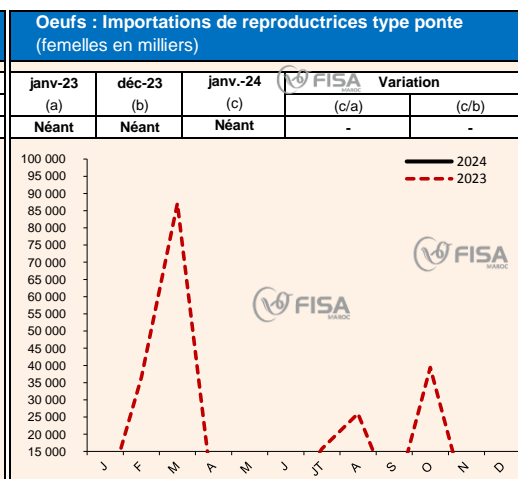 Oeufs : Importations de reproductrices type ponte
(femelles en milliers)
janv-23 déc-23 janv.-24 Variation
(a) (b) (c) (c/a) (c/b)
Néant Néant Néant - -
FISA
MAROC
100 000
95 000
90 000
85 000
80 000
75 000
70 000
65 000
60 000
55 000
50 000
45 000
40 000
35 000
30 000
25 000
20 000
15 000
2024
2023
FISA
MAROC
FISA
MAROC
J F M A M J JT A S O N D